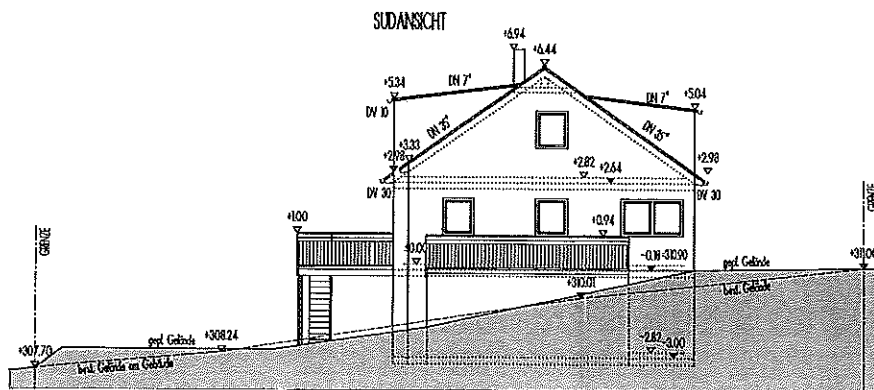 SÜDANSICHT
+6.94
+6.44
+5.34
DN 7°
DN 7°
+5.04
DV 10
DN 35°
DN 35°
+3.33
+2.98
+2.82
+2.64
+2.98
DV 30
DV 30
GRENZE
GRENZE
+1.00
+0.94
±0.00
-0.18=310.90
+311.06
gepl. Gelände
+310.01
best. Gelände
+308.24
gepl. Gelände
+307.70
best. Gelände am Gebäude
-2.82
-3.00